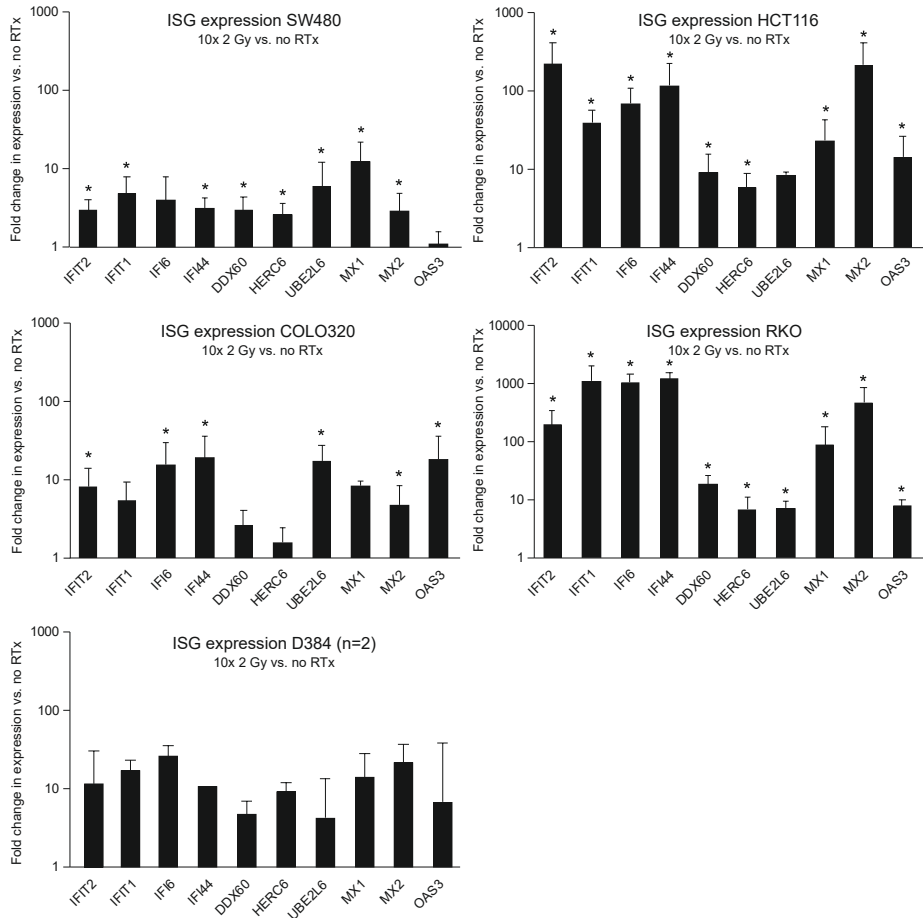 ISG expression SW480
10x 2 Gy vs. no RTx
Fold change in expression vs. no RTx
1000
100
10
1
* * * * * * * *
IFIT2 IFIT1 IFI6 IFI44 DDX60 HERC6 UBE2L6 MX1 MX2 OAS3
ISG expression HCT116
10x 2 Gy vs. no RTx
Fold change in expression vs. no RTx
1000
100
10
1
* * * * * * * * *
IFIT2 IFIT1 IFI6 IFI44 DDX60 HERC6 UBE2L6 MX1 MX2 OAS3
ISG expression COLO320
10x 2 Gy vs. no RTx
Fold change in expression vs. no RTx
1000
100
10
1
* * * * * *
IFIT2 IFIT1 IFI6 IFI44 DDX60 HERC6 UBE2L6 MX1 MX2 OAS3
ISG expression RKO
10x 2 Gy vs. no RTx
Fold change in expression vs. no RTx
10000
1000
100
10
1
* * * * * * * * * *
IFIT2 IFIT1 IFI6 IFI44 DDX60 HERC6 UBE2L6 MX1 MX2 OAS3
ISG expression D384 (n=2)
10x 2 Gy vs. no RTx
Fold change in expression vs. no RTx
1000
100
10
1
IFIT2 IFIT1 IFI6 IFI44 DDX60 HERC6 UBE2L6 MX1 MX2 OAS3